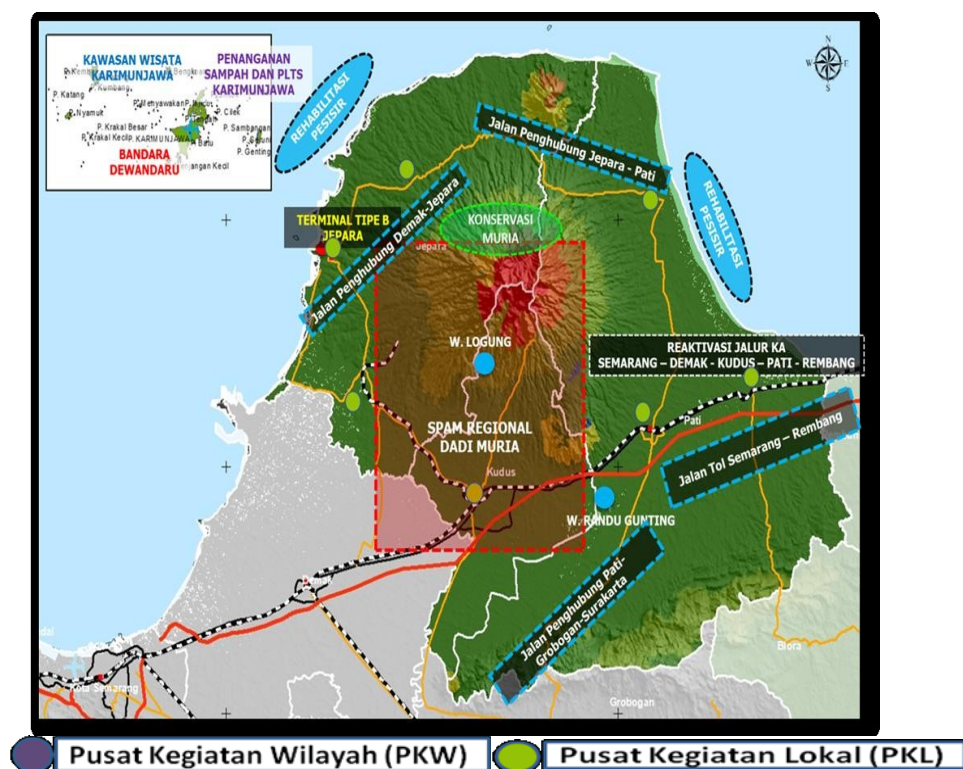 KAWASAN WISATA
KARIMUNJAWA
PENANGANAN
SAMPAH DAN PLTS
KARIMUNJAWA
P. Katang
P. Nyamuk
P. Krakal Besar
P. Krakal Kecil
P. KARIMUNJAWA
P. Cilek
P. Sambangan
P. Genting
BANDARA
DEWANDARU
REHABILITASI
PESISIR
N
W
E
S
Jalan Penghubung Jepara - Pati
REHABILITASI
PESISIR
TERMINAL TIPE B
JEPARA
Jalan Penghubung Demak-Jepara
KONSERVASI
MURIA
Jepara
W. LOGUNG
REAKTIVASI JALUR KA
SEMARANG – DEMAK - KUDUS – PATI - REMBANG
SPAM REGIONAL
DADI MURIA
Pati
Kudus
Jalan Tol Semarang – Rembang
W. RANDU GUNTING
Jalan Penghubung Pati-
Grobogan-Surakarta
Demak
Blora
Kota Semarang
Grobogan
Pusat Kegiatan Wilayah (PKW)
Pusat Kegiatan Lokal (PKL)